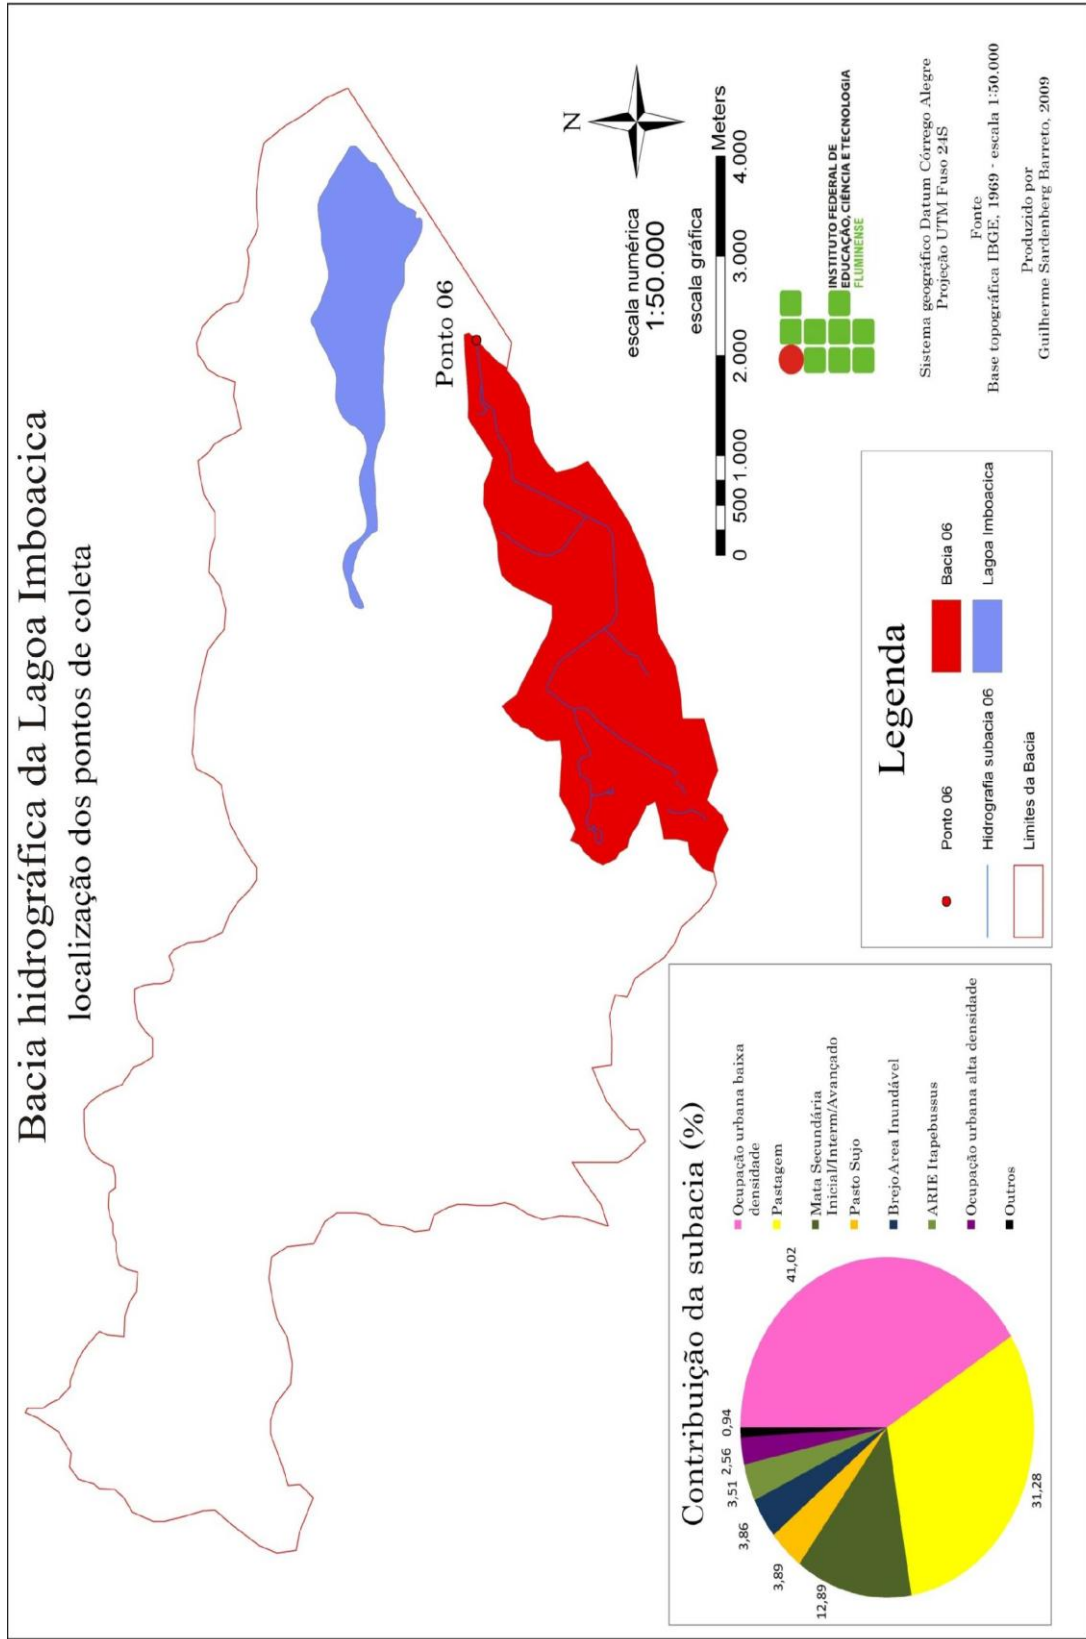 Bacia hidrográfica da Lagoa Imboacica
localização dos pontos de coleta
Ponto 06
N
escala numérica
1:50.000
escala gráfica
0 500 1.000 2.000 3.000 4.000 Meters
Contribuição da subacia (%)
41,02
31,28
12,89
3,89
3,86
3,51
2,56
0,94
Ocupação urbana baixa
densidade
Pastagem
Mata Secundária
Inicial/Interm/Avançado
Pasto Sujo
BrejoArea Inundável
ARIE Itapebussus
Ocupação urbana alta densidade
Outros
Legenda
Ponto 06
Hidrografia subacia 06
Limites da Bacia
Bacia 06
Lagoa Imboacica
INSTITUTO FEDERAL DE
EDUCAÇÃO, CIÊNCIA E TECNOLOGIA
FLUMINENSE
Sistema geográfico Datum Córrego Alegre
Projeção UTM Fuso 24S
Fonte
Base topográfica IBGE, 1969 - escala 1:50.000
Produzido por
Guilherme Sardenberg Barreto, 2009